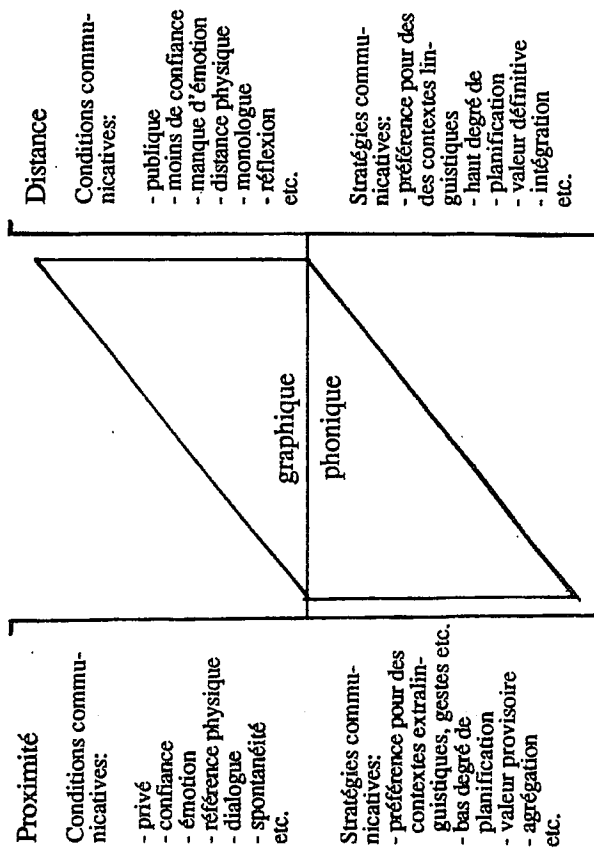 Proximité
Conditions commu-
nicatives:
- privé
- confiance
- émotion
- référence physique
- dialogue
- spontanéité
etc.
Stratégies commu-
nicatives:
- préférence pour des
contextes extralin-
guistiques, gestes etc.
- bas degré de
planification
- valeur provisoire
- agrégation
etc.
graphique
phonique
Distance
Conditions commu-
nicatives:
- publique
- moins de confiance
- manque d'émotion
- distance physique
- monologue
- réflexion
etc.
Stratégies commu-
nicatives:
- préférence pour des
des contextes lin-
guistiques
- haut degré de
- planification
- valeur définitive
- intégration
etc.